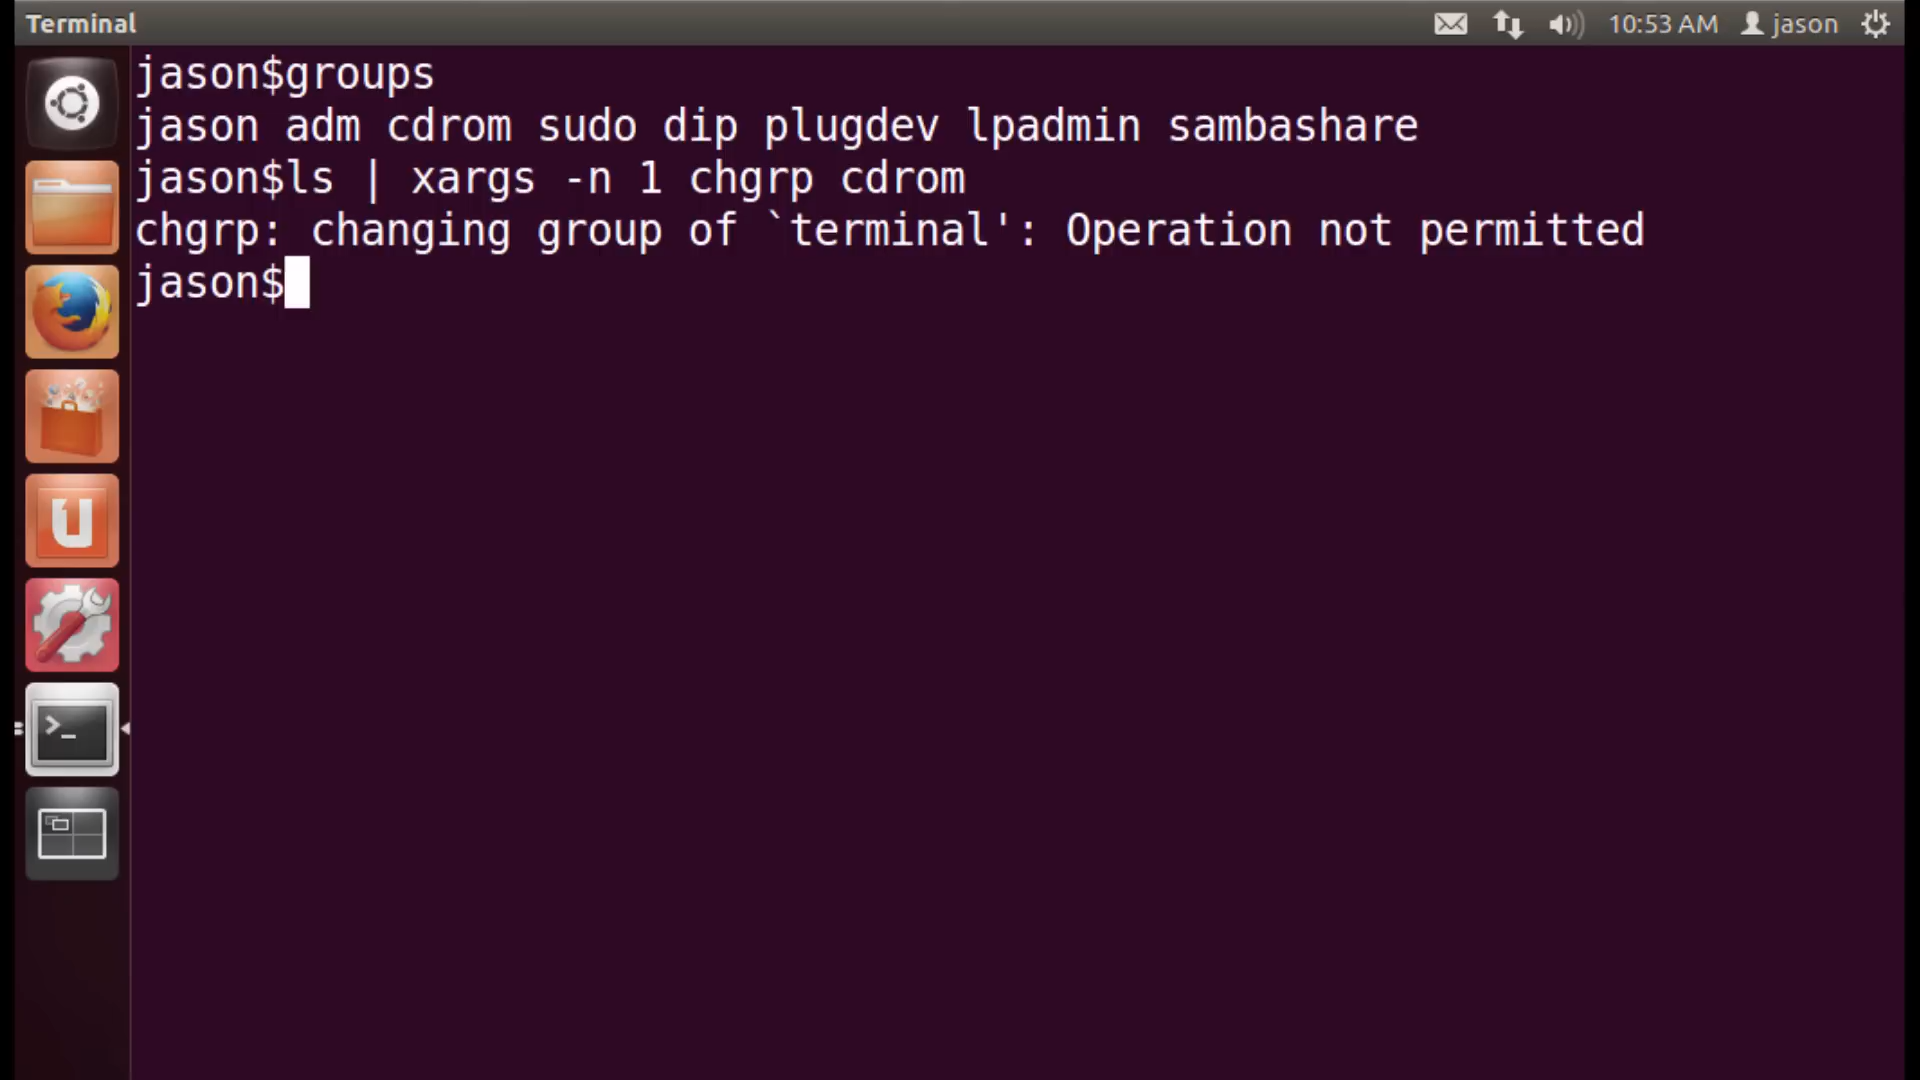 Terminal
10:53 AM jason
jason$groups
jason adm cdrom sudo dip plugdev lpadmin sambashare
jason$ls | xargs -n 1 chgrp cdrom
chgrp: changing group of `terminal': Operation not permitted
jason$